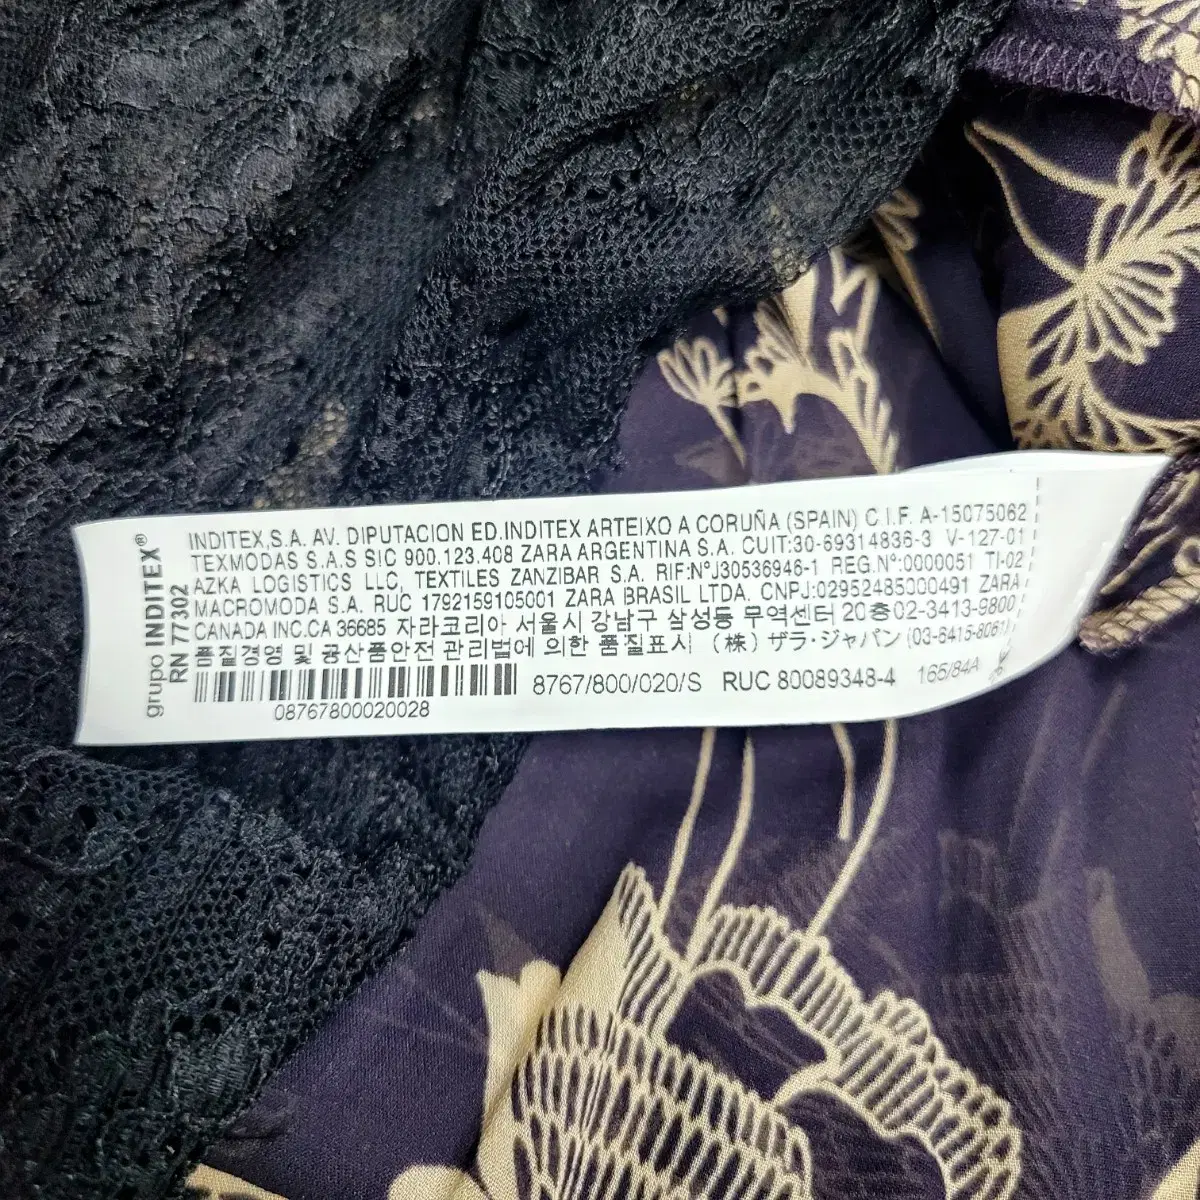 grupo INDITEX®
RN 77302
INDITEX,S.A. AV. DIPUTACION ED.INDITEX ARTEIXO A CORUÑA (SPAIN) C.I.F. A-15075062
TEXMODAS S.A.S SIC 900.123.408 ZARA ARGENTINA S.A. CUIT:30-69314836-3 V-127-01
AZKA LOGISTICS LLC, TEXTILES ZANZIBAR S.A. RIF:N°J30536946-1 REG.N°:0000051 TI-02
MACROMODA S.A. RUC 1792159105001 ZARA BRASIL LTDA. CNPJ:02952485000491 ZARA
CANADA INC.CA 36685 자라코리아 서울시 강남구 삼성동 무역센터 20층02-3413-9800
품질경영 및 공산품안전 관리법에 의한 품질표시 (株) ザラ・ジャパン (03-6415-8061)
8767/800/020/S RUC 80089348-4 165/84A
08767800020028